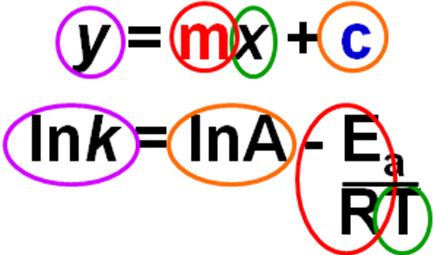 y = mx + c
lnk = lnA - Ea/RT